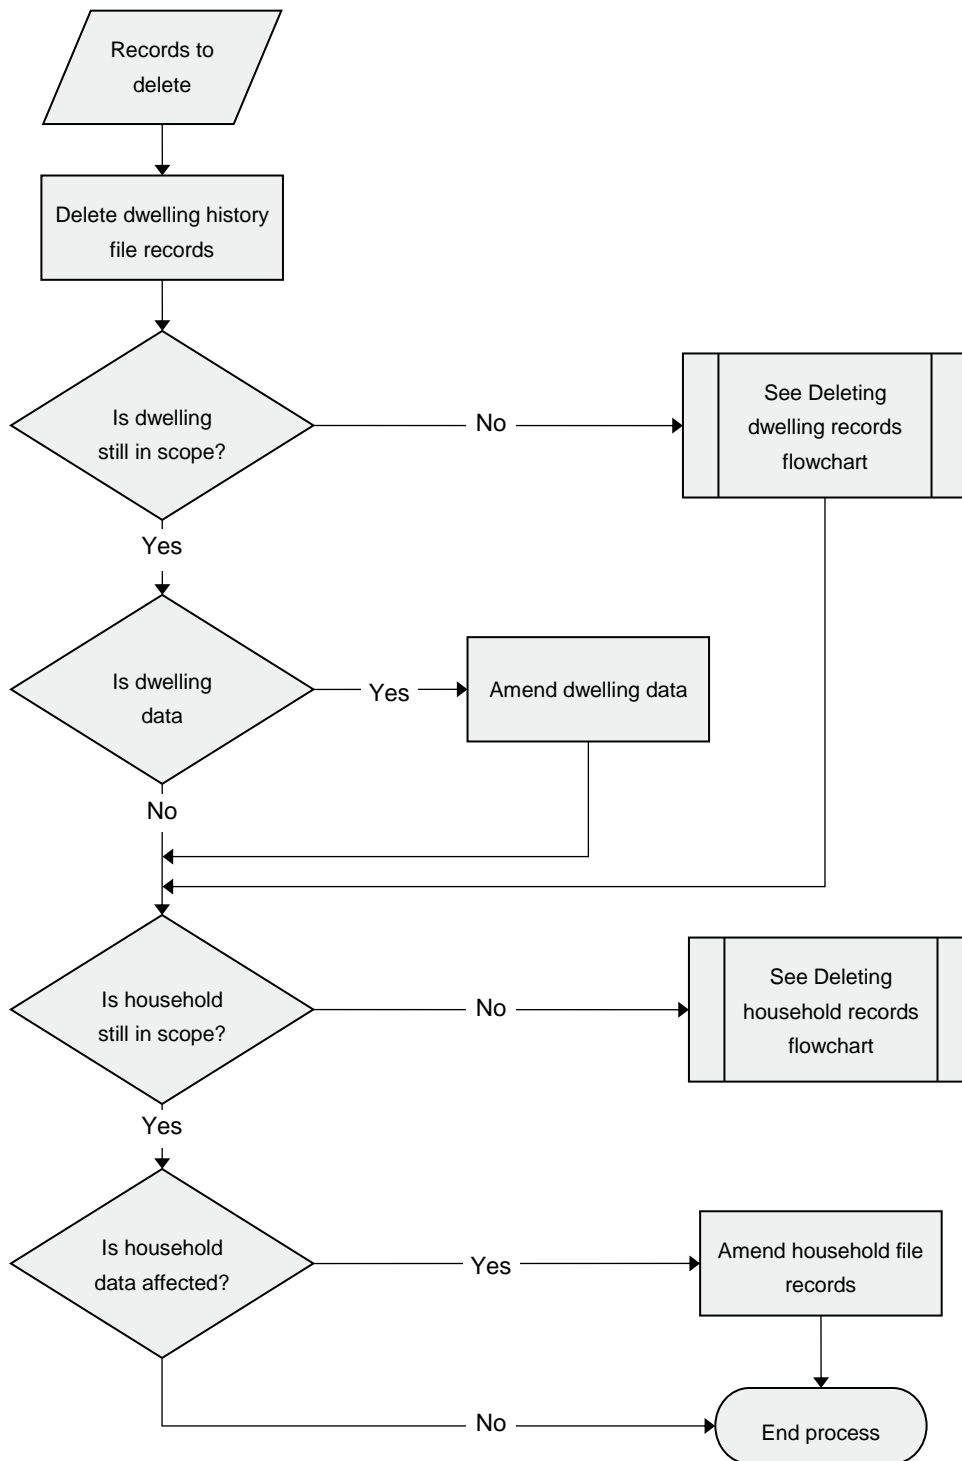 Records to
delete
Delete dwelling history
file records
Is dwelling
still in scope?
No
See Deleting
dwelling records
flowchart
Yes
Is dwelling
data
Yes
Amend dwelling data
No
Is household
still in scope?
No
See Deleting
household records
flowchart
Yes
Is household
data affected?
Yes
Amend household file
records
No
End process